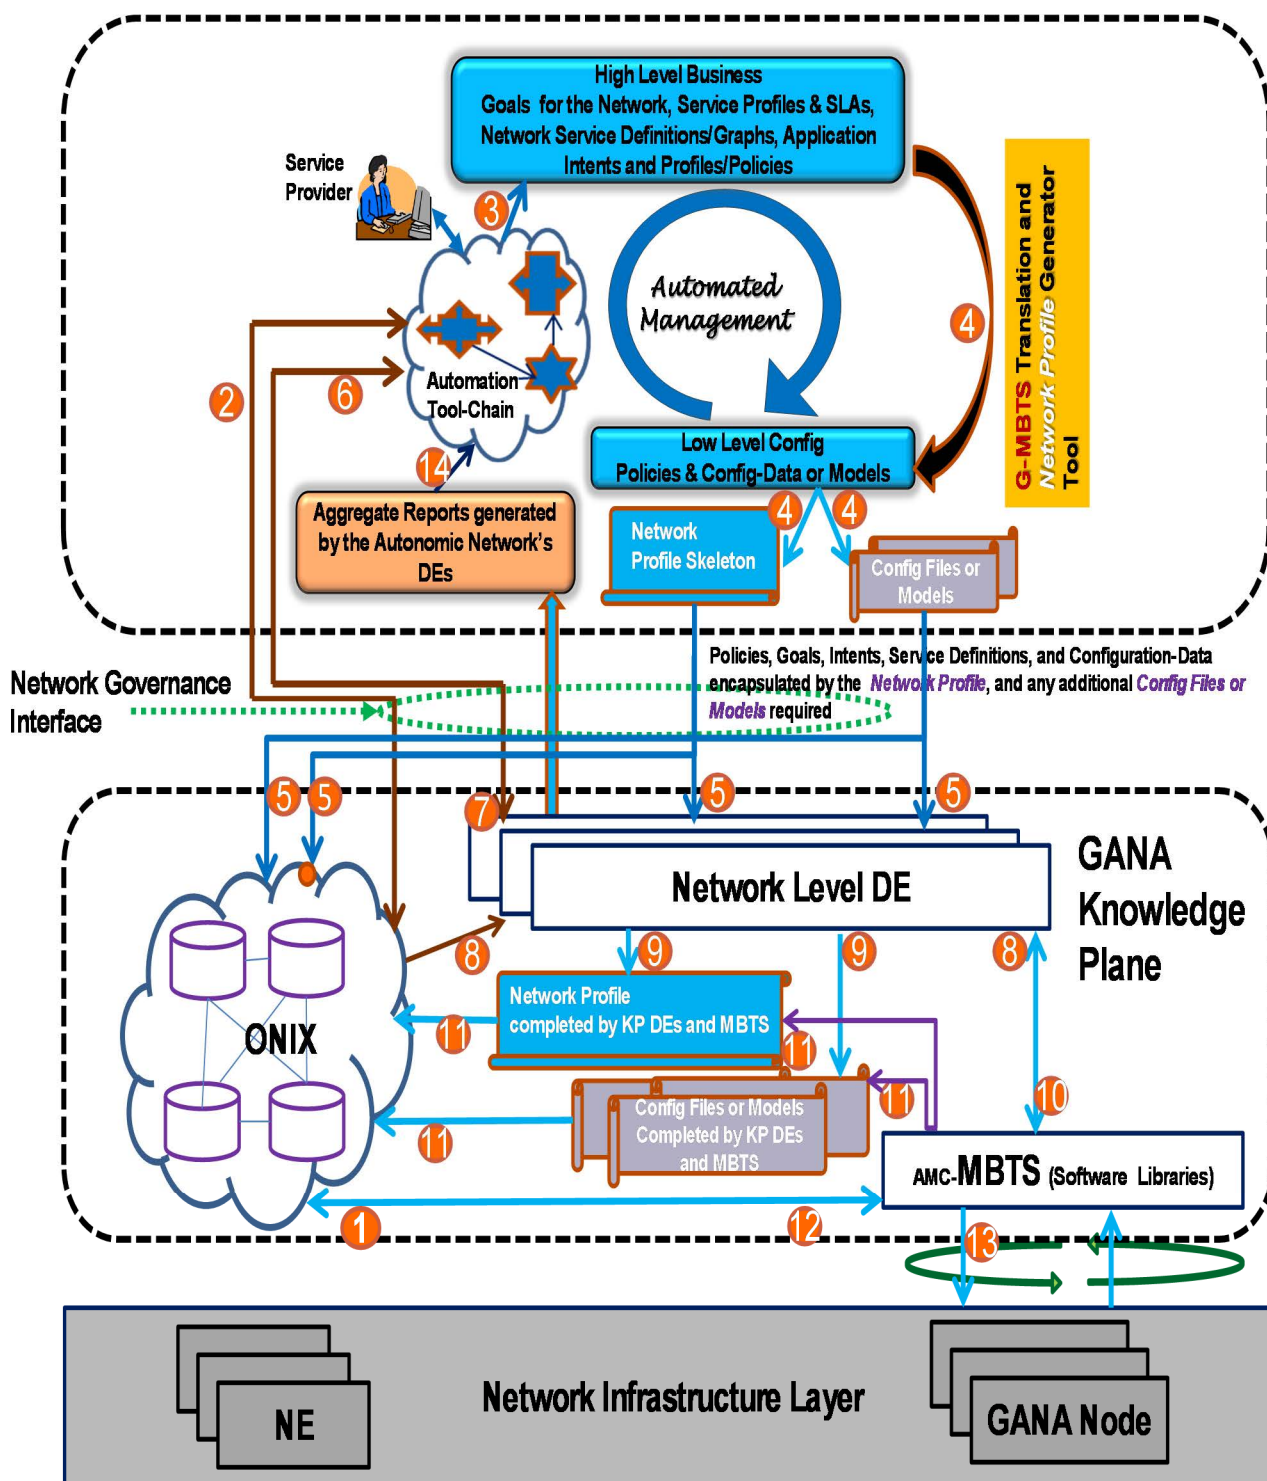 High Level Business
Goals for the Network, Service Profiles & SLAs,
Network Service Definitions/Graphs, Application
Intents and Profiles/Policies
Service
Provider
3
G-MBTS Translation and
Network Profile Generator
Tool
Automated
Management
4
2
6
Automation
Tool-Chain
14
Low Level Config
Policies & Config-Data or Models
Aggregate Reports generated
by the Autonomic Network's
DEs
4
4
Network
Profile Skeleton
Config Files or
Models
Policies, Goals, Intents, Service Definitions, and Configuration-Data
encapsulated by the Network Profile, and any additional Config Files or
Models required
Network Governance
Interface
5
5
5
5
7
Network Level DE
GANA
Knowledge
Plane
8
9
9
8
Network Profile
completed by KP DEs and MBTS
ONIX
11
11
Config Files or Models
Completed by KP DEs
and MBTS
11
11
10
AMC-MBTS (Software Libraries)
1
12
13
Network Infrastructure Layer
NE
GANA Node